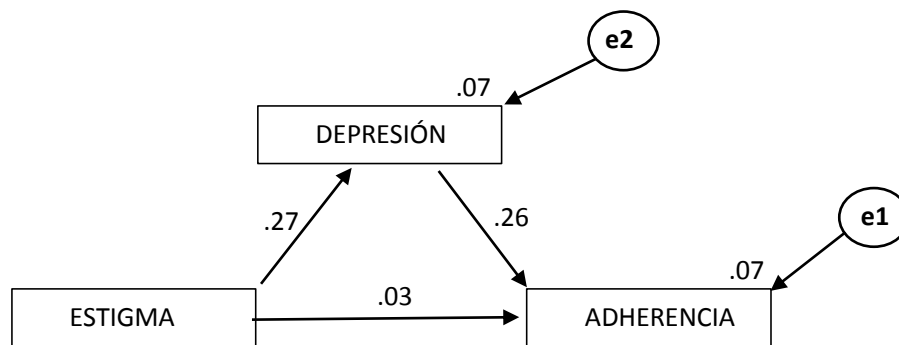 e2
.07
DEPRESIÓN
.27
.26
e1
.07
.03
ESTIGMA
ADHERENCIA